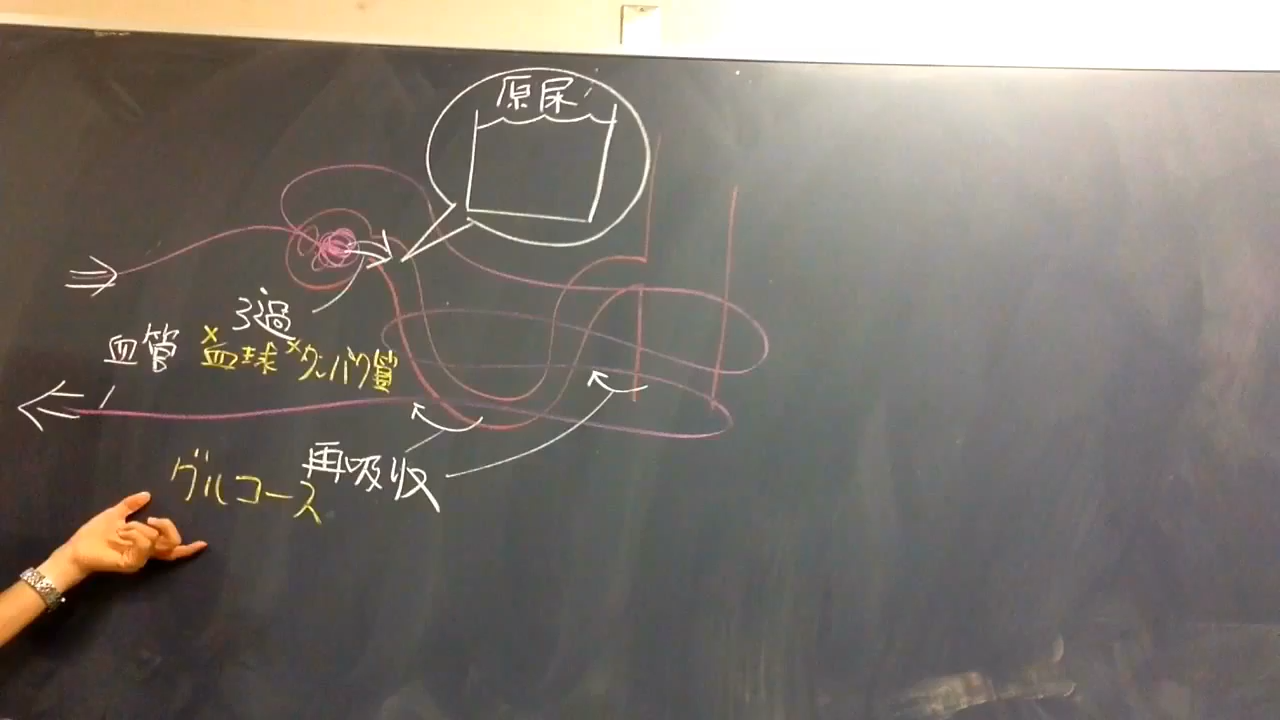 原尿
ろ過
血管 ×血球 ×タンパク質
再吸収
グルコース